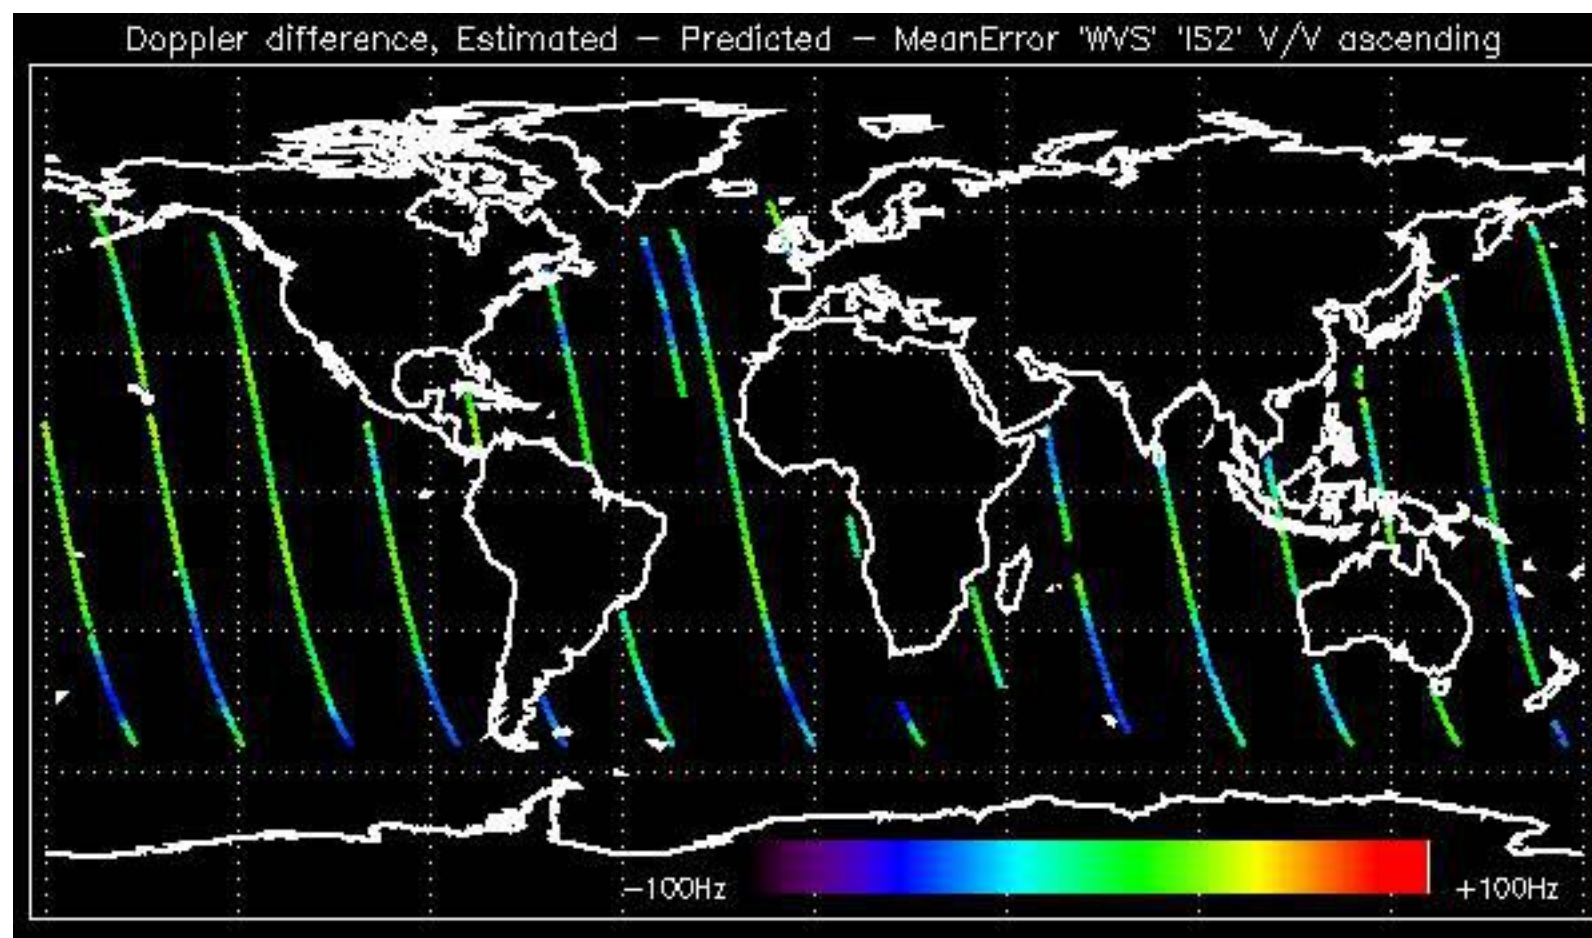 Doppler difference, Estimated — Predicted — MeanError 'WVS' 'IS2' V/V ascending
−100Hz
+100Hz